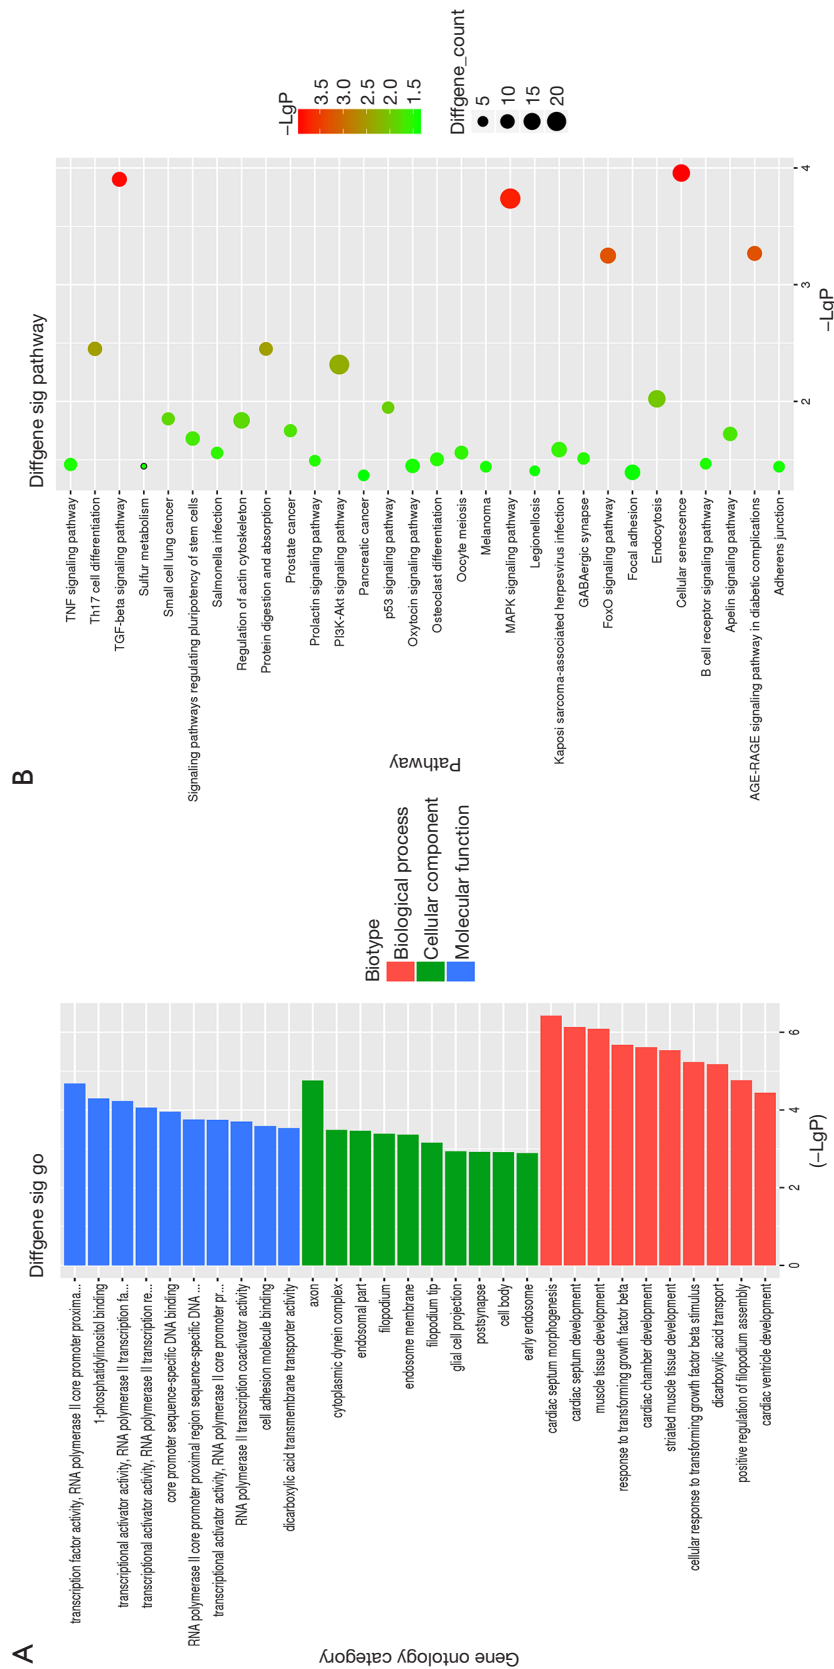 A
Diffgene sig go
Gene ontology category
transcription factor activity, RNA polymerase II core promoter proxima...
1-phosphatidylinositol binding
transcriptional activator activity, RNA polymerase II transcription fa...
transcriptional activator activity, RNA polymerase II transcription re...
core promoter sequence-specific DNA binding
RNA polymerase II core promoter proximal region sequence-specific DNA ...
transcriptional activator activity, RNA polymerase II core promoter pr...
RNA polymerase II transcription coactivator activity
cell adhesion molecule binding
dicarboxylic acid transmembrane transporter activity
axon
cytoplasmic dynein complex
endosomal part
filopodium
endosome membrane
filopodium tip
glial cell projection
postsynapse
cell body
early endosome
cardiac septum morphogenesis
cardiac septum development
muscle tissue development
response to transforming growth factor beta
cardiac chamber development
striated muscle tissue development
cellular response to transforming growth factor beta stimulus
dicarboxylic acid transport
positive regulation of filopodium assembly
cardiac ventricle development
0 2 4 6
(−LgP)
Biotype
Biological process
Cellular component
Molecular function
B
Diffgene sig pathway
Pathway
TNF signaling pathway
Th17 cell differentiation
TGF-beta signaling pathway
Sulfur metabolism
Small cell lung cancer
Signaling pathways regulating pluripotency of stem cells
Salmonella infection
Regulation of actin cytoskeleton
Protein digestion and absorption
Prostate cancer
Prolactin signaling pathway
PI3K-Akt signaling pathway
Pancreatic cancer
p53 signaling pathway
Oxytocin signaling pathway
Osteoclast differentiation
Oocyte meiosis
Melanoma
MAPK signaling pathway
Legionellosis
Kaposi sarcoma-associated herpesvirus infection
GABAergic synapse
FoxO signaling pathway
Focal adhesion
Endocytosis
Cellular senescence
B cell receptor signaling pathway
Apelin signaling pathway
AGE-RAGE signaling pathway in diabetic complications
Adherens junction
2 3 4
−LgP
−LgP
3.5
3.0
2.5
2.0
1.5
Diffgene_count
5
10
15
20